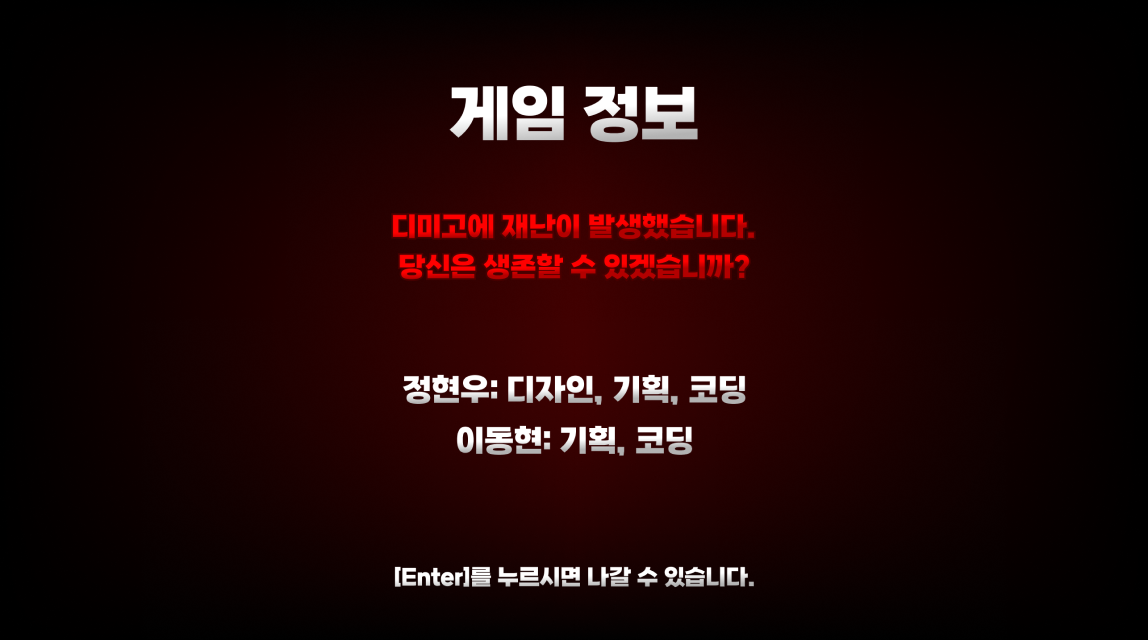 게임 정보
디미고에 재난이 발생했습니다.
당신은 생존할 수 있겠습니까?
정현우: 디자인, 기획, 코딩
이동현: 기획, 코딩
[Enter]를 누르시면 나갈 수 있습니다.